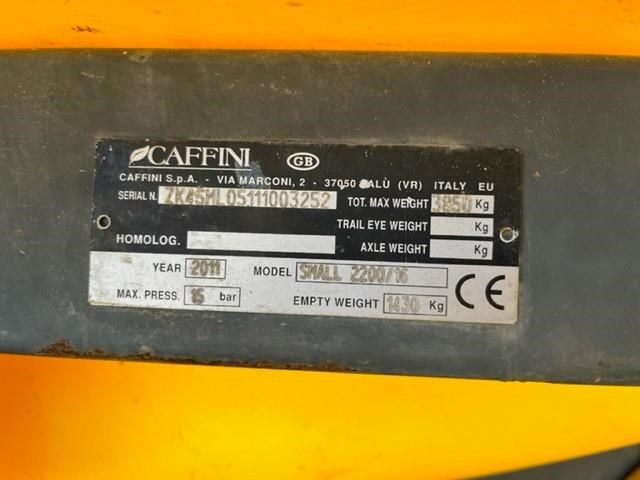 CAFFINI GB
CAFFINI S.p.A. - VIA MARCONI, 2 - 37050 PALÙ (VR) ITALY EU
SERIAL N. ZKA5ML05111003252 TOT. MAX WEIGHT 3850 Kg
TRAIL EYE WEIGHT Kg
HOMOLOG. AXLE WEIGHT Kg
YEAR 2011 MODEL SMALL 2200/16 CE
MAX. PRESS. 15 bar EMPTY WEIGHT 1430 Kg